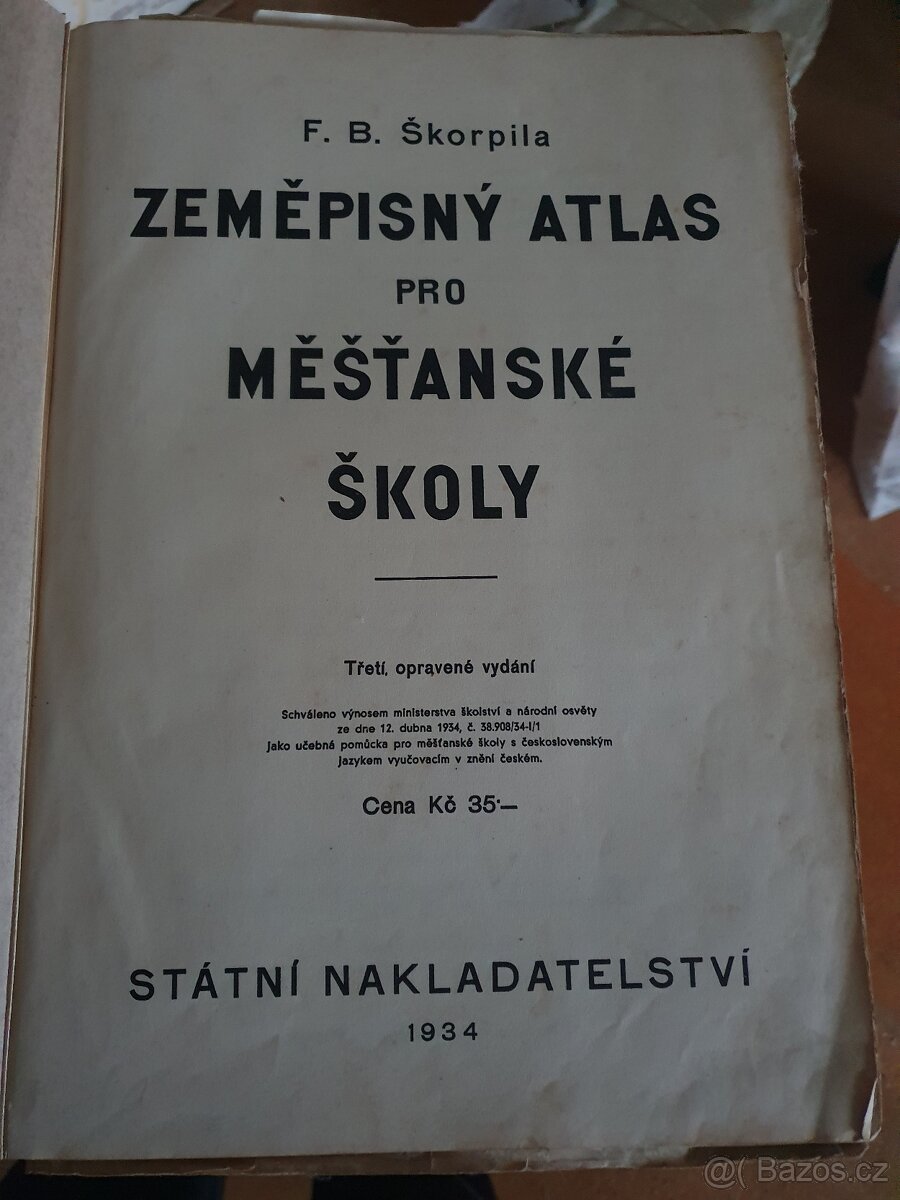 F. B. Škorpila
ZEMĚPISNÝ ATLAS
PRO
MĚŠŤANSKÉ
ŠKOLY
Třetí, opravené vydání
Schváleno výnosem ministerstva školství a národní osvěty
ze dne 12. dubna 1934, č. 38.908/34-I/1
jako učebná pomůcka pro měšťanské školy s československým
jazykem vyučovacím v znění českém.
Cena Kč 35·—
STÁTNÍ NAKLADATELSTVÍ
1934
@( Bazoš.cz